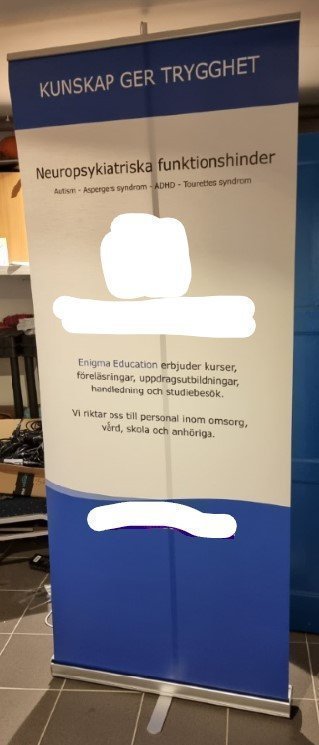 KUNSKAP GER TRYGGHET
Neuropsykiatriska funktionshinder
Autism - Aspergers syndrom - ADHD - Tourettes syndrom
Enigma Education erbjuder kurser,
föreläsningar, uppdragsutbildningar,
handledning och studiebesök.
Vi riktar oss till personal inom omsorg,
vård, skola och anhöriga.